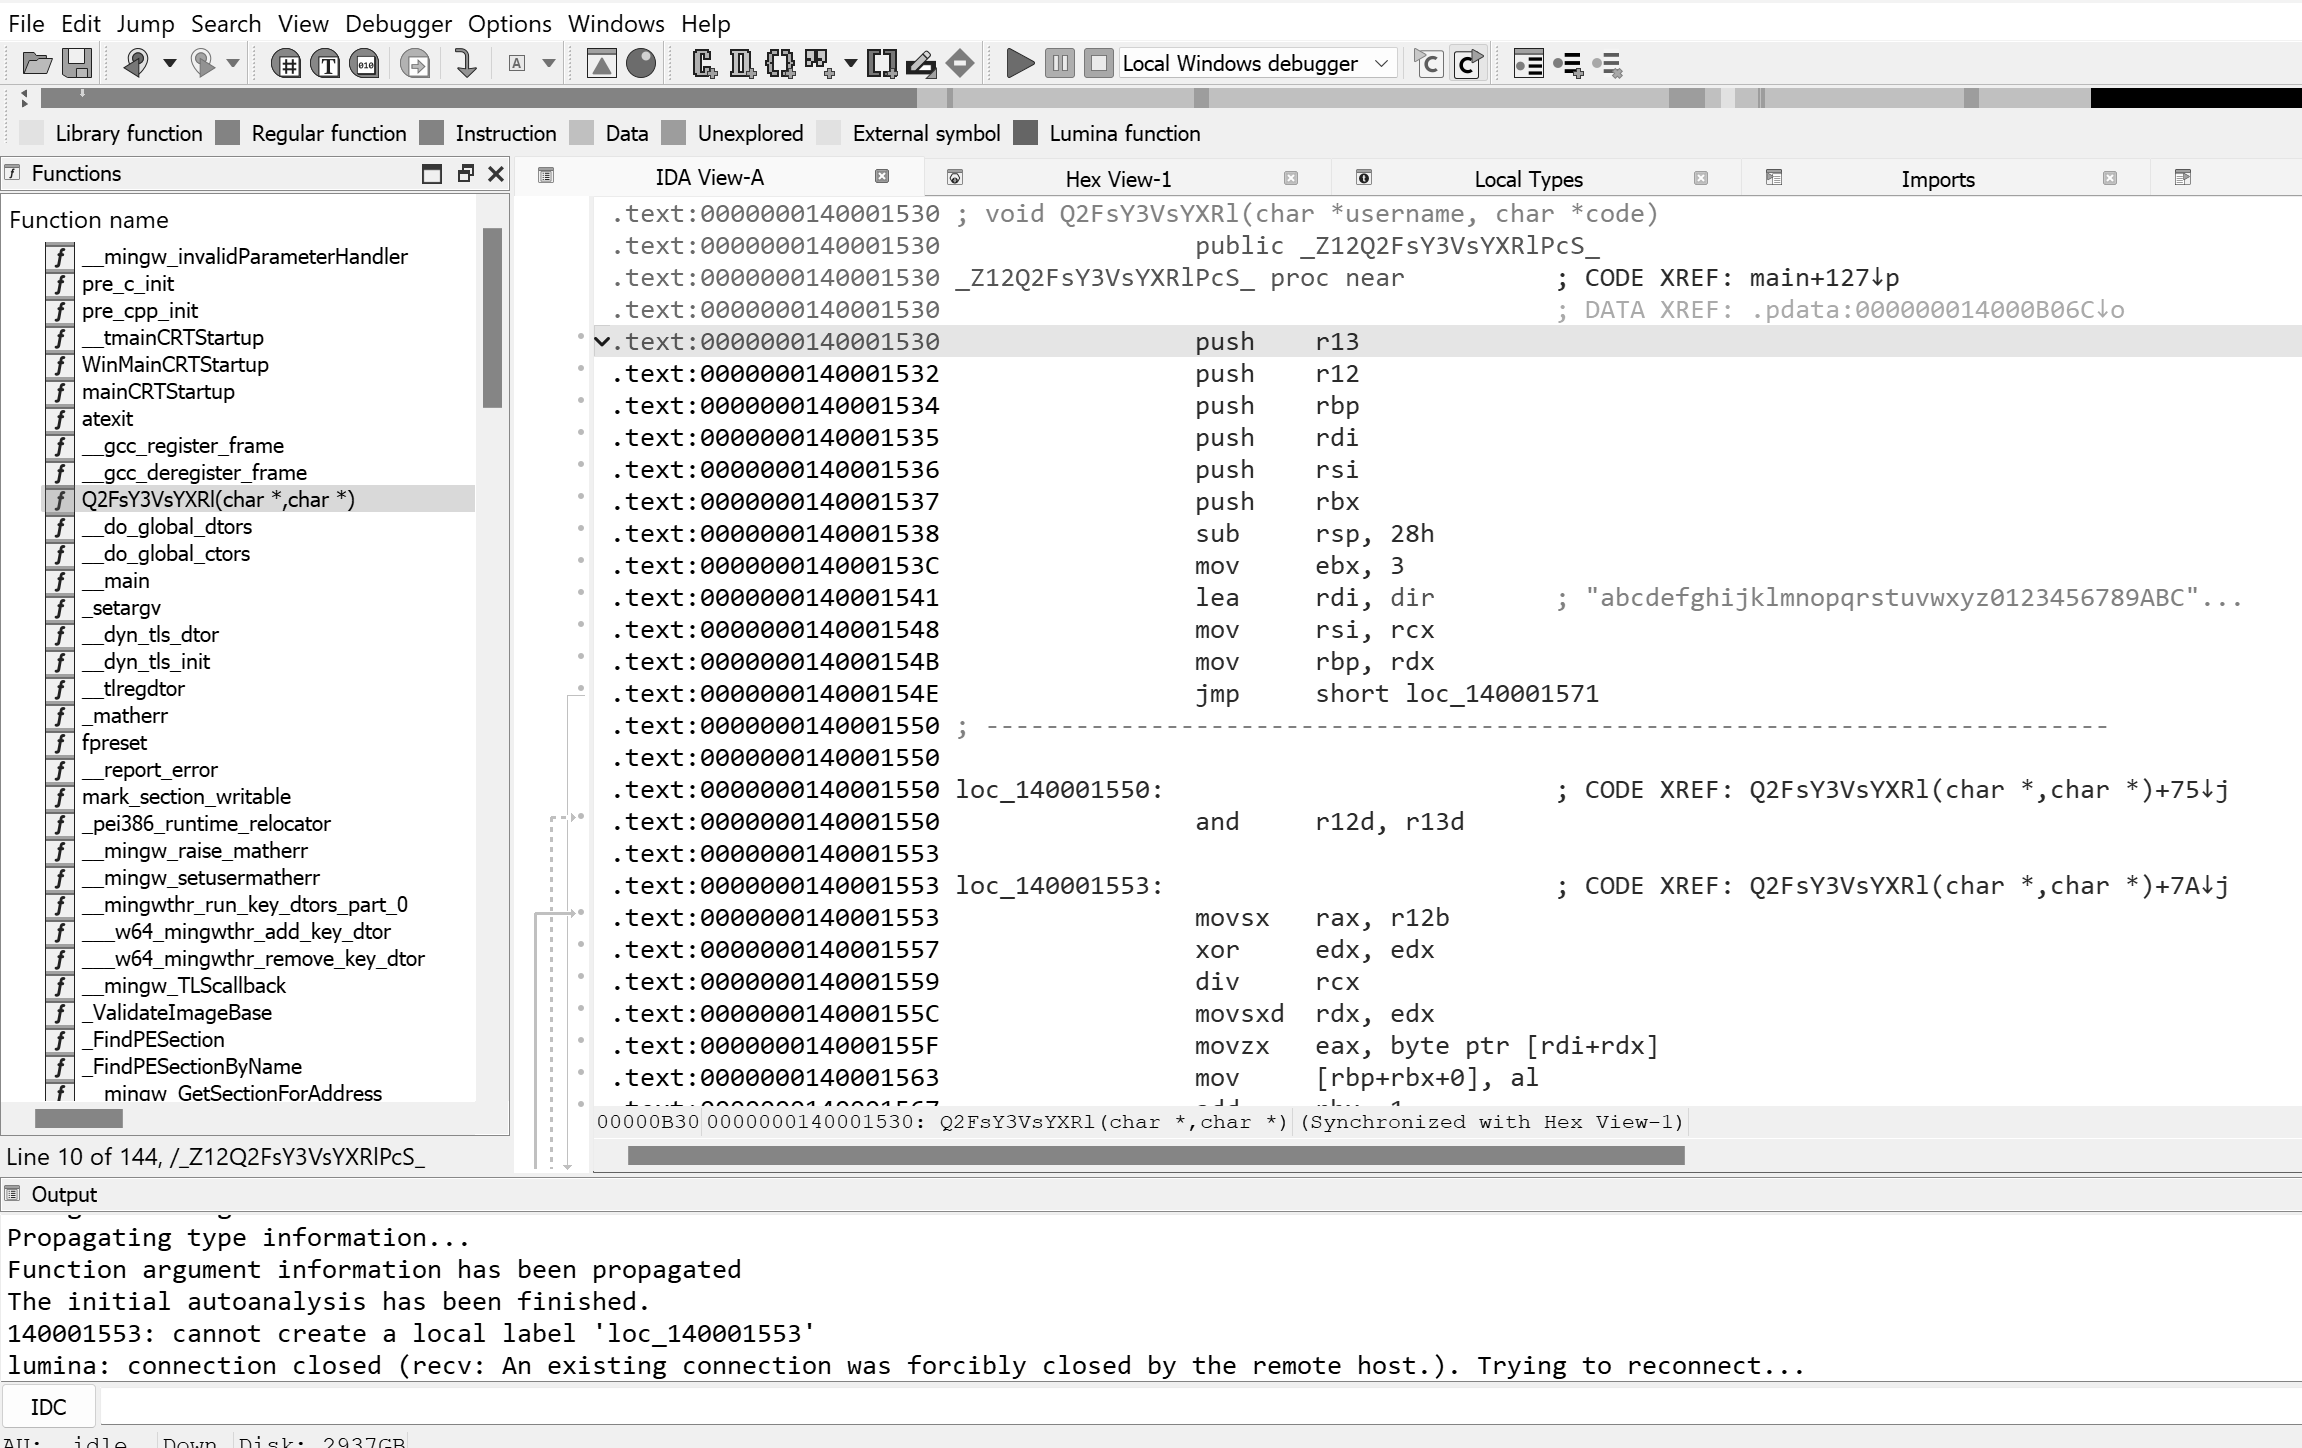 File Edit Jump Search View Debugger Options Windows Help
Local Windows debugger
Library function Regular function Instruction Data Unexplored External symbol Lumina function
Functions
Function name
__mingw_invalidParameterHandler
pre_c_init
pre_cpp_init
__tmainCRTStartup
WinMainCRTStartup
mainCRTStartup
atexit
__gcc_register_frame
__gcc_deregister_frame
Q2FsY3VsYXRl(char *,char *)
__do_global_dtors
__do_global_ctors
__main
_setargv
__dyn_tls_dtor
__dyn_tls_init
__tlregdtor
_matherr
fpreset
__report_error
mark_section_writable
_pei386_runtime_relocator
__mingw_raise_matherr
__mingw_setusermatherr
__mingwthr_run_key_dtors_part_0
___w64_mingwthr_add_key_dtor
___w64_mingwthr_remove_key_dtor
__mingw_TLScallback
_ValidateImageBase
_FindPESection
_FindPESectionByName
__mingw_GetSectionForAddress
Line 10 of 144, /_Z12Q2FsY3VsYXRlPcS_
IDA View-A Hex View-1 Local Types Imports
.text:0000000140001530 ; void Q2FsY3VsYXRl(char *username, char *code)
.text:0000000140001530 public _Z12Q2FsY3VsYXRlPcS_
.text:0000000140001530 _Z12Q2FsY3VsYXRlPcS_ proc near ; CODE XREF: main+127↓p
.text:0000000140001530 ; DATA XREF: .pdata:000000014000B06C↓o
.text:0000000140001530 push r13
.text:0000000140001532 push r12
.text:0000000140001534 push rbp
.text:0000000140001535 push rdi
.text:0000000140001536 push rsi
.text:0000000140001537 push rbx
.text:0000000140001538 sub rsp, 28h
.text:000000014000153C mov ebx, 3
.text:0000000140001541 lea rdi, dir ; "abcdefghijklmnopqrstuvwxyz0123456789ABC"...
.text:0000000140001548 mov rsi, rcx
.text:000000014000154B mov rbp, rdx
.text:000000014000154E jmp short loc_140001571
.text:0000000140001550 ; ---------------------------------------------------------------------------
.text:0000000140001550
.text:0000000140001550 loc_140001550: ; CODE XREF: Q2FsY3VsYXRl(char *,char *)+75↓j
.text:0000000140001550 and r12d, r13d
.text:0000000140001553
.text:0000000140001553 loc_140001553: ; CODE XREF: Q2FsY3VsYXRl(char *,char *)+7A↓j
.text:0000000140001553 movsx rax, r12b
.text:0000000140001557 xor edx, edx
.text:0000000140001559 div rcx
.text:000000014000155C movsxd rdx, edx
.text:000000014000155F movzx eax, byte ptr [rdi+rdx]
.text:0000000140001563 mov [rbp+rbx+0], al
00000B30 0000000140001530: Q2FsY3VsYXRl(char *,char *) (Synchronized with Hex View-1)
Output
Propagating type information...
Function argument information has been propagated
The initial autoanalysis has been finished.
140001553: cannot create a local label 'loc_140001553'
lumina: connection closed (recv: An existing connection was forcibly closed by the remote host.). Trying to reconnect...
IDC
AU: idle Down Disk: 2937GB